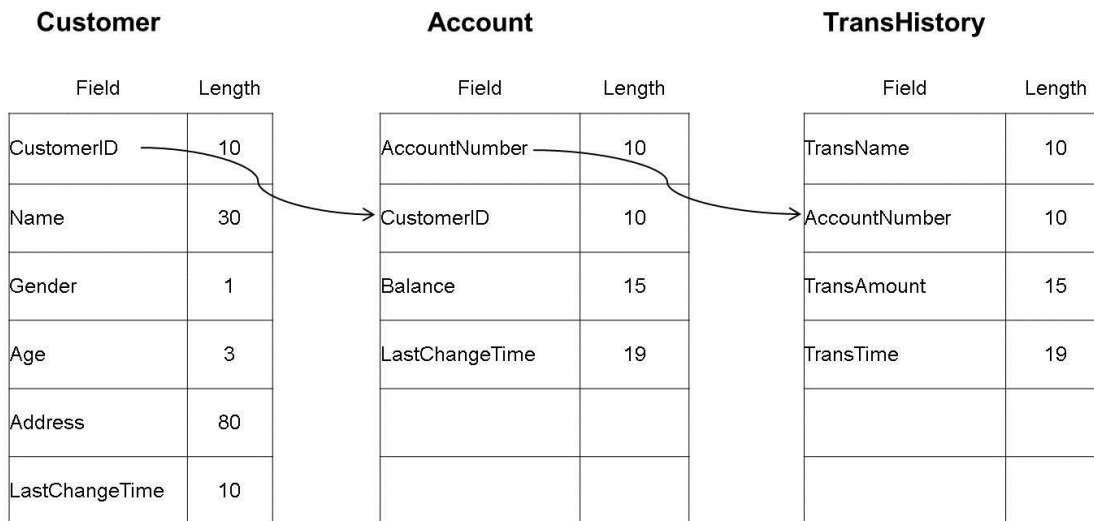 Customer Account TransHistory
Field Length Field Length Field Length
CustomerID 10 AccountNumber 10 TransName 10
Name 30 CustomerID 10 AccountNumber 10
Gender 1 Balance 15 TransAmount 15
Age 3 LastChangeTime 19 TransTime 19
Address 80
LastChangeTime 10